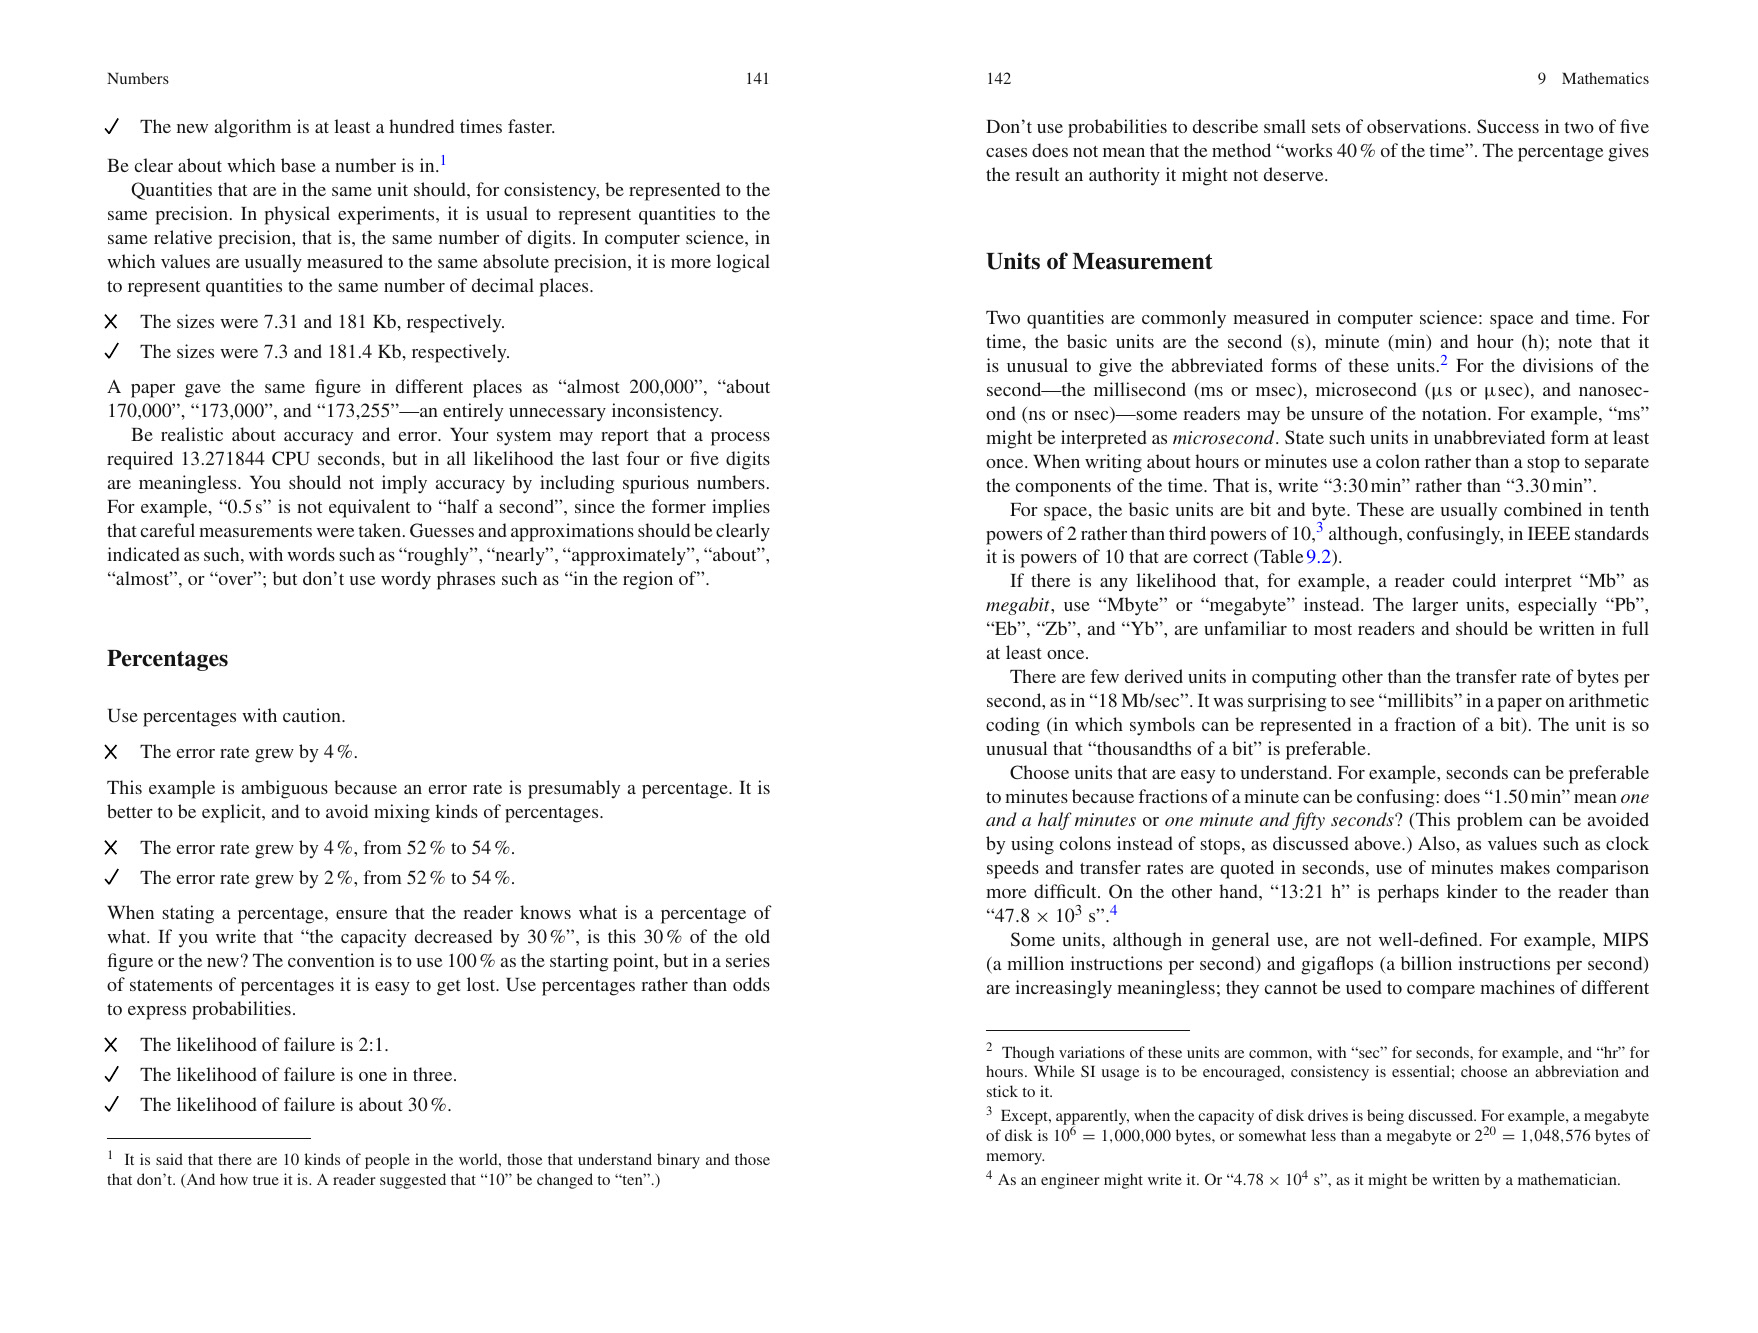 Numbers 141
✓ The new algorithm is at least a hundred times faster.
Be clear about which base a number is in.1
Quantities that are in the same unit should, for consistency, be represented to the
same precision. In physical experiments, it is usual to represent quantities to the
same relative precision, that is, the same number of digits. In computer science, in
which values are usually measured to the same absolute precision, it is more logical
to represent quantities to the same number of decimal places.
✗ The sizes were 7.31 and 181 Kb, respectively.
✓ The sizes were 7.3 and 181.4 Kb, respectively.
A paper gave the same figure in different places as “almost 200,000”, “about
170,000”, “173,000”, and “173,255”—an entirely unnecessary inconsistency.
Be realistic about accuracy and error. Your system may report that a process
required 13.271844 CPU seconds, but in all likelihood the last four or five digits
are meaningless. You should not imply accuracy by including spurious numbers.
For example, “0.5 s” is not equivalent to “half a second”, since the former implies
that careful measurements were taken. Guesses and approximations should be clearly
indicated as such, with words such as “roughly”, “nearly”, “approximately”, “about”,
“almost”, or “over”; but don’t use wordy phrases such as “in the region of”.
Percentages
Use percentages with caution.
✗ The error rate grew by 4 %.
This example is ambiguous because an error rate is presumably a percentage. It is
better to be explicit, and to avoid mixing kinds of percentages.
✗ The error rate grew by 4 %, from 52 % to 54 %.
✓ The error rate grew by 2 %, from 52 % to 54 %.
When stating a percentage, ensure that the reader knows what is a percentage of
what. If you write that “the capacity decreased by 30 %”, is this 30 % of the old
figure or the new? The convention is to use 100 % as the starting point, but in a series
of statements of percentages it is easy to get lost. Use percentages rather than odds
to express probabilities.
✗ The likelihood of failure is 2:1.
✓ The likelihood of failure is one in three.
✓ The likelihood of failure is about 30 %.
1 It is said that there are 10 kinds of people in the world, those that understand binary and those
that don’t. (And how true it is. A reader suggested that “10” be changed to “ten”.)
142 9 Mathematics
Don’t use probabilities to describe small sets of observations. Success in two of five
cases does not mean that the method “works 40 % of the time”. The percentage gives
the result an authority it might not deserve.
Units of Measurement
Two quantities are commonly measured in computer science: space and time. For
time, the basic units are the second (s), minute (min) and hour (h); note that it
is unusual to give the abbreviated forms of these units.2 For the divisions of the
second—the millisecond (ms or msec), microsecond (μs or μsec), and nanosec-
ond (ns or nsec)—some readers may be unsure of the notation. For example, “ms”
might be interpreted as microsecond. State such units in unabbreviated form at least
once. When writing about hours or minutes use a colon rather than a stop to separate
the components of the time. That is, write “3:30 min” rather than “3.30 min”.
For space, the basic units are bit and byte. These are usually combined in tenth
powers of 2 rather than third powers of 10,3 although, confusingly, in IEEE standards
it is powers of 10 that are correct (Table 9.2).
If there is any likelihood that, for example, a reader could interpret “Mb” as
megabit, use “Mbyte” or “megabyte” instead. The larger units, especially “Pb”,
“Eb”, “Zb”, and “Yb”, are unfamiliar to most readers and should be written in full
at least once.
There are few derived units in computing other than the transfer rate of bytes per
second, as in “18 Mb/sec”. It was surprising to see “millibits” in a paper on arithmetic
coding (in which symbols can be represented in a fraction of a bit). The unit is so
unusual that “thousandths of a bit” is preferable.
Choose units that are easy to understand. For example, seconds can be preferable
to minutes because fractions of a minute can be confusing: does “1.50 min” mean one
and a half minutes or one minute and fifty seconds? (This problem can be avoided
by using colons instead of stops, as discussed above.) Also, as values such as clock
speeds and transfer rates are quoted in seconds, use of minutes makes comparison
more difficult. On the other hand, “13:21 h” is perhaps kinder to the reader than
“47.8 × 10³ s”.4
Some units, although in general use, are not well-defined. For example, MIPS
(a million instructions per second) and gigaflops (a billion instructions per second)
are increasingly meaningless; they cannot be used to compare machines of different
2 Though variations of these units are common, with “sec” for seconds, for example, and “hr” for
hours. While SI usage is to be encouraged, consistency is essential; choose an abbreviation and
stick to it.
3 Except, apparently, when the capacity of disk drives is being discussed. For example, a megabyte
of disk is 10⁶ = 1,000,000 bytes, or somewhat less than a megabyte or 2²⁰ = 1,048,576 bytes of
memory.
4 As an engineer might write it. Or “4.78 × 10⁴ s”, as it might be written by a mathematician.